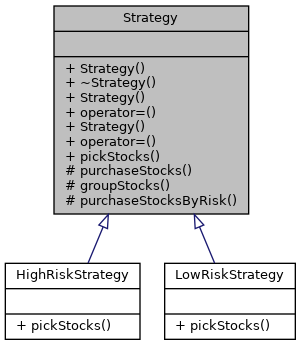 Strategy
+ Strategy()
+ ~Strategy()
+ Strategy()
+ operator=()
+ Strategy()
+ operator=()
+ pickStocks()
# purchaseStocks()
# groupStocks()
# purchaseStocksByRisk()
HighRiskStrategy
+ pickStocks()
LowRiskStrategy
+ pickStocks()